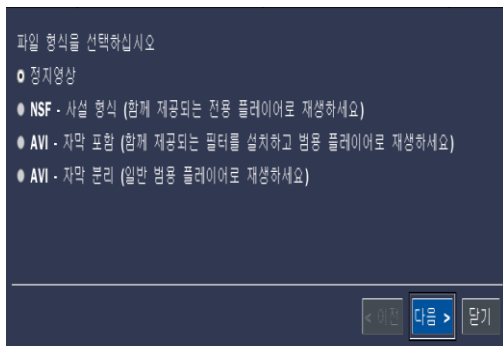 파일 형식을 선택하십시오
정지영상
NSF - 사설 형식 (함께 제공되는 전용 플레이어로 재생하세요)
AVI - 자막 포함 (함께 제공되는 필터를 설치하고 범용 플레이어로 재생하세요)
AVI - 자막 분리 (일반 범용 플레이어로 재생하세요)
< 이전 다음 > 닫기